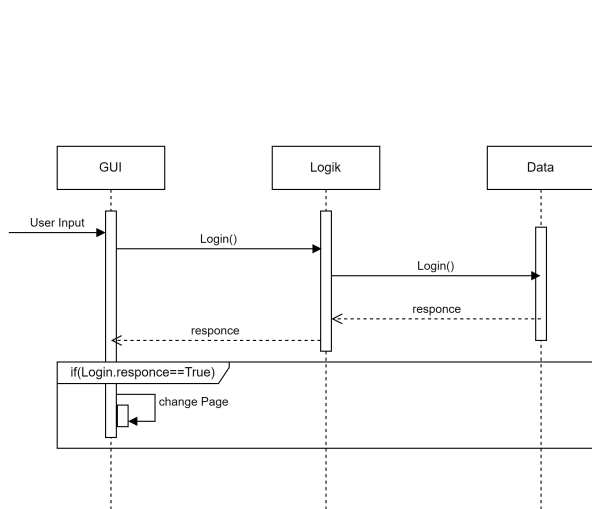 GUI
Logik
Data
User Input
Login()
Login()
responce
responce
if(Login.responce==True)
change Page